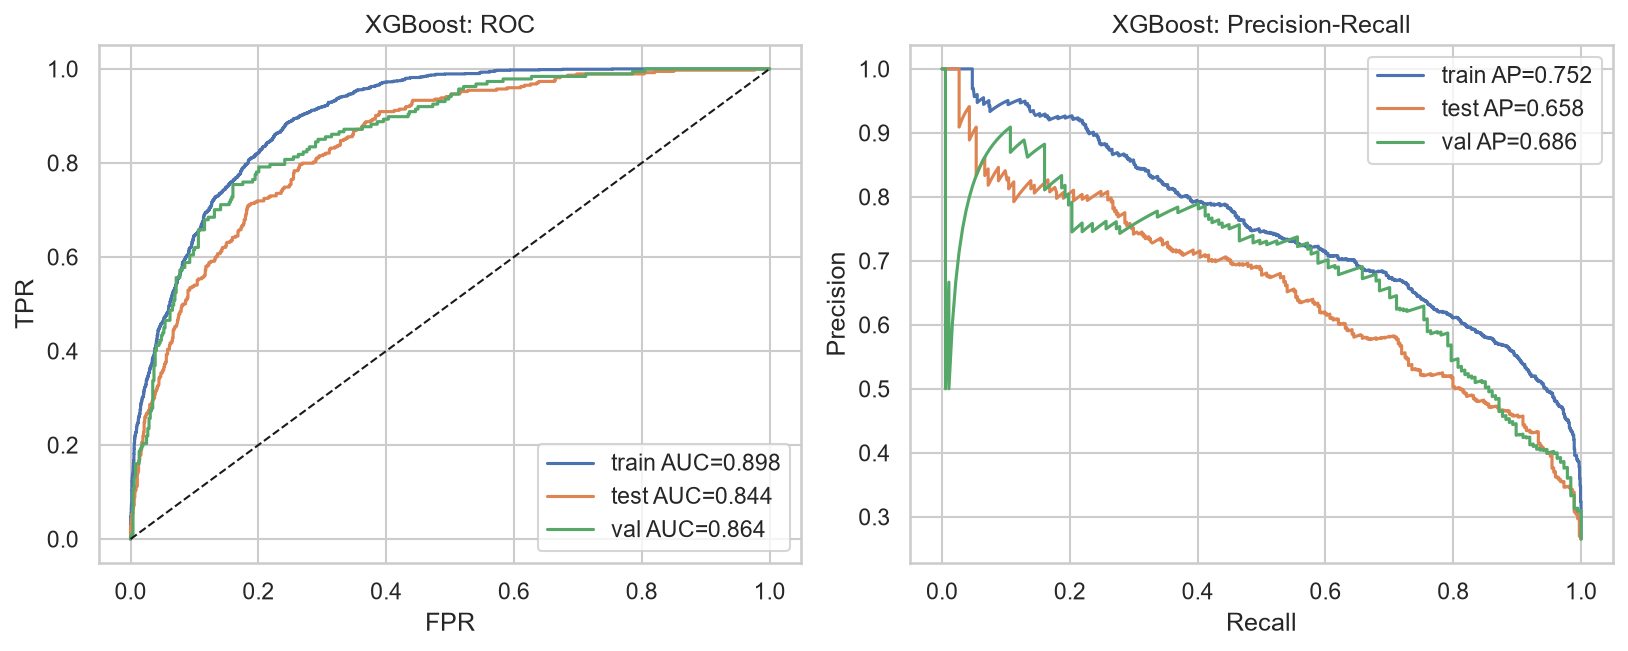 XGBoost: ROC
1.0
0.8
0.6
0.4
0.2
0.0
TPR
0.0 0.2 0.4 0.6 0.8 1.0
FPR
train AUC=0.898
test AUC=0.844
val AUC=0.864
XGBoost: Precision-Recall
1.0
0.9
0.8
0.7
0.6
0.5
0.4
0.3
Precision
0.0 0.2 0.4 0.6 0.8 1.0
Recall
train AP=0.752
test AP=0.658
val AP=0.686